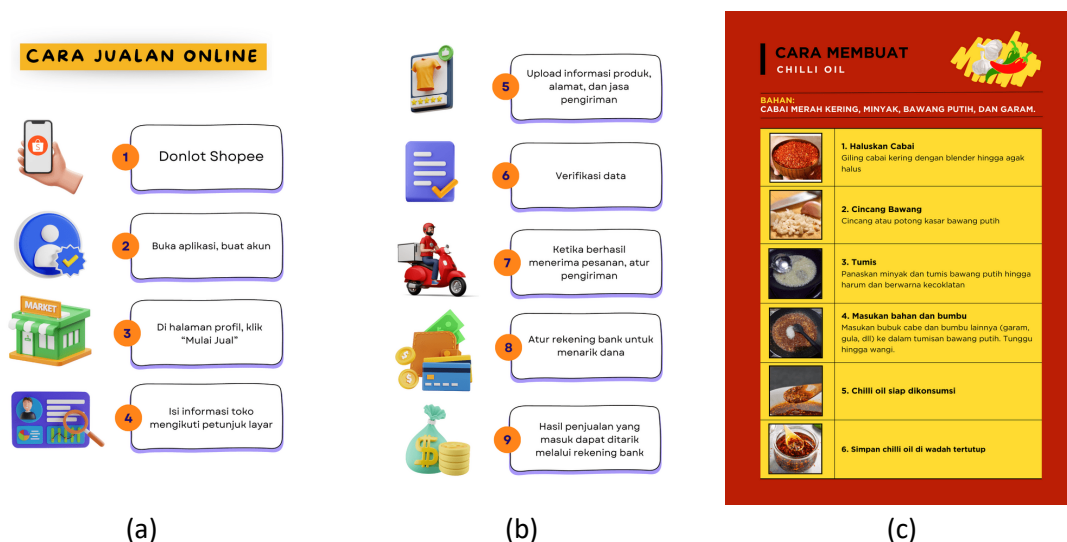 CARA JUALAN ONLINE
1
Donlot Shopee
2
Buka aplikasi, buat akun
MARKET
3
Di halaman profil, klik
“Mulai Jual”
4
Isi informasi toko
mengikuti petunjuk layar
5
Upload informasi produk,
alamat, dan jasa
pengiriman
6
Verifikasi data
7
Ketika berhasil
menerima pesanan, atur
pengiriman
8
Atur rekening bank untuk
menarik dana
9
Hasil penjualan yang
masuk dapat ditarik
melalui rekening bank
CARA MEMBUAT
CHILLI OIL
BAHAN:
CABAI MERAH KERING, MINYAK, BAWANG PUTIH, DAN GARAM.
1. Haluskan Cabai
Giling cabai kering dengan blender hingga agak
halus
2. Cincang Bawang
Cincang atau potong kasar bawang putih
3. Tumis
Panaskan minyak dan tumis bawang putih hingga
harum dan berwarna kecoklatan
4. Masukan bahan dan bumbu
Masukan bubuk cabe dan bumbu lainnya (garam,
gula, dll) ke dalam tumisan bawang putih. Tunggu
hingga wangi.
5. Chilli oil siap dikonsumsi
6. Simpan chilli oil di wadah tertutup
(a)
(b)
(c)